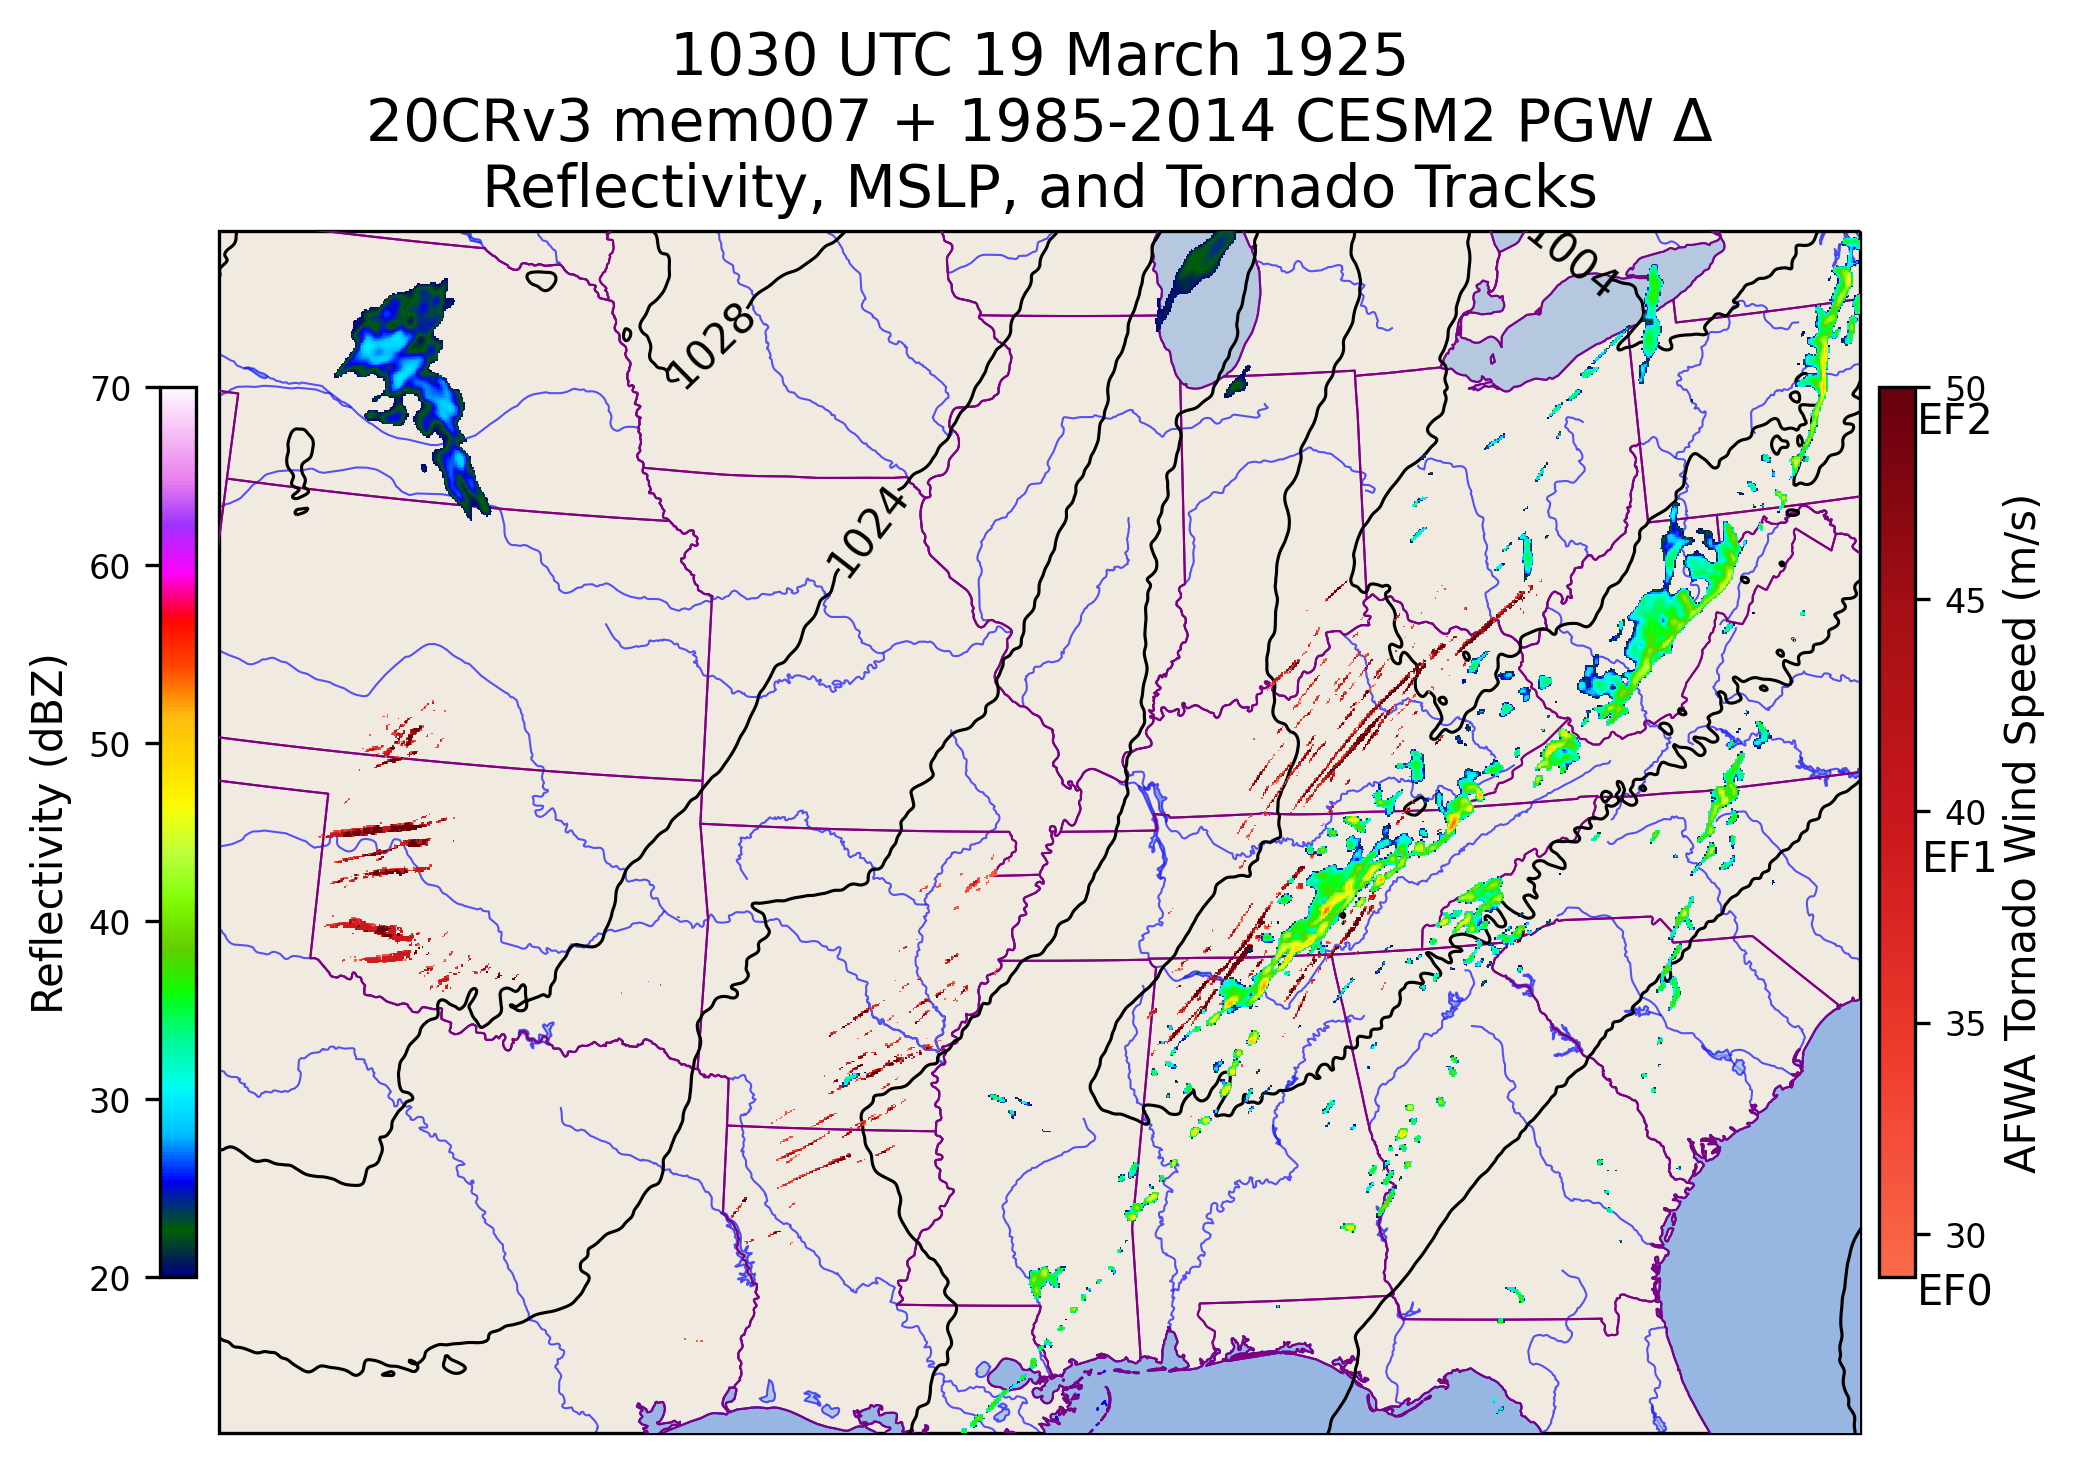 1030 UTC 19 March 1925
20CRv3 mem007 + 1985-2014 CESM2 PGW Δ
Reflectivity, MSLP, and Tornado Tracks
1004
1028
1024
70
60
50
40
30
20
Reflectivity (dBZ)
50
EF2
45
40
EF1
35
30
EF0
AFWA Tornado Wind Speed (m/s)